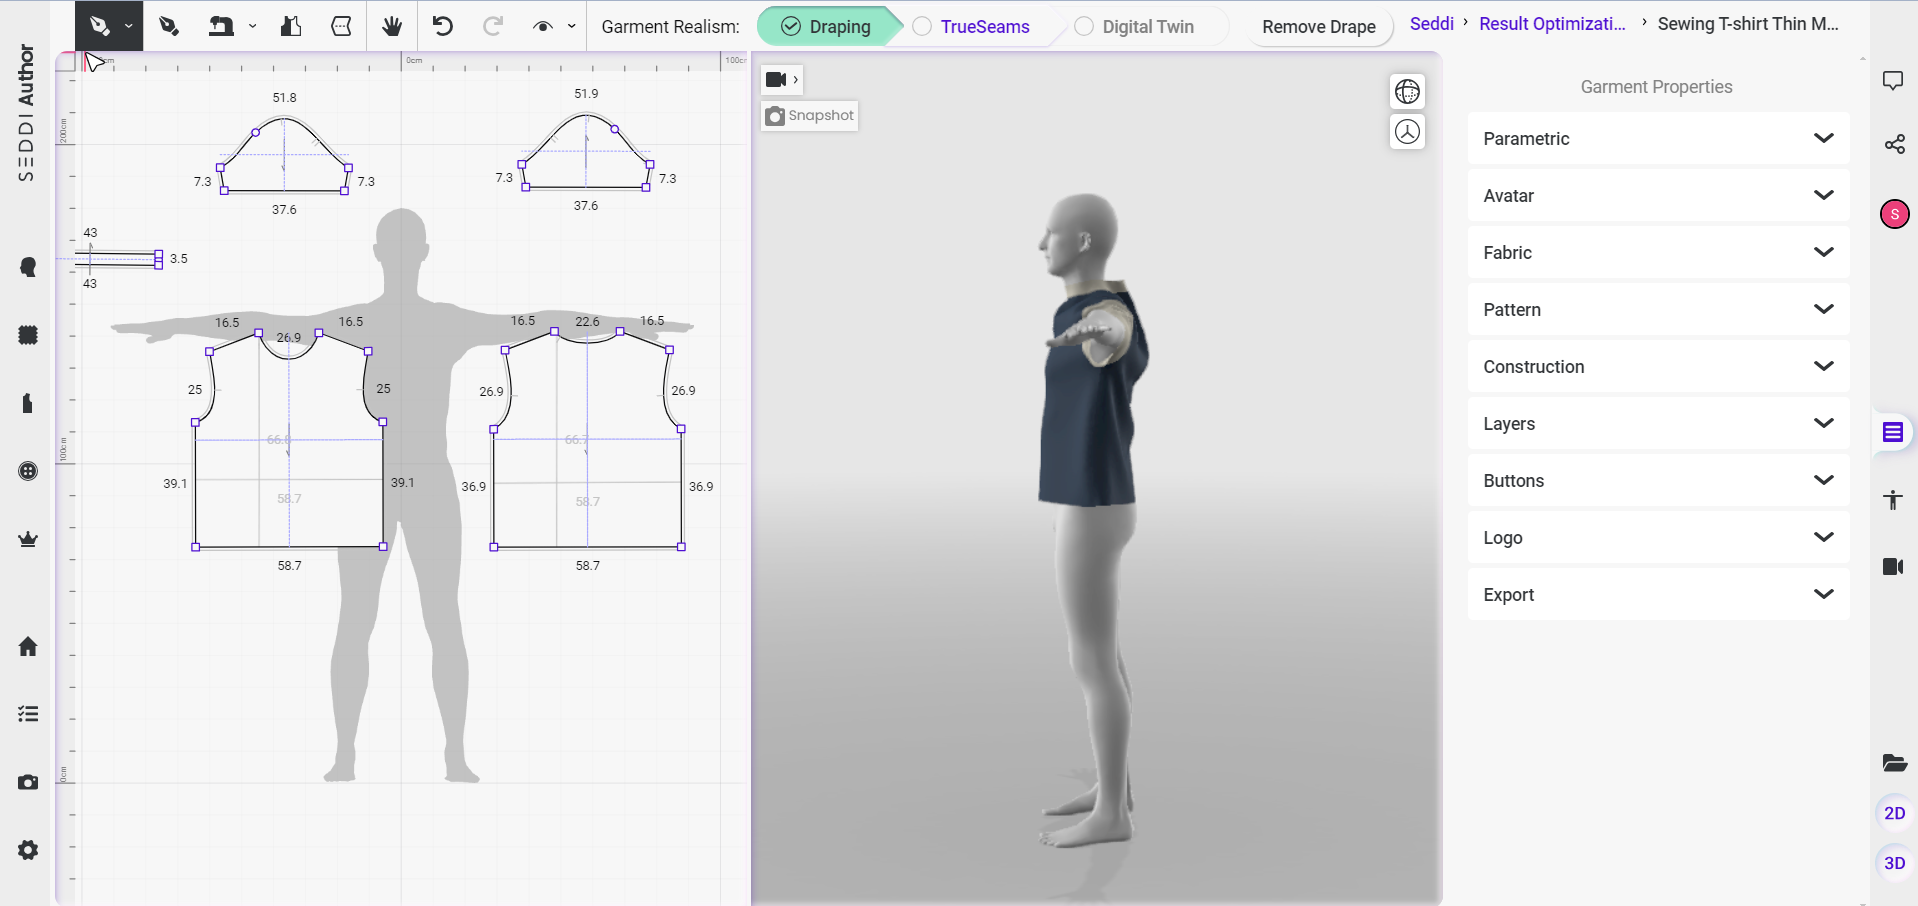 Garment Realism:
Draping
TrueSeams
Digital Twin
Remove Drape
Seddi › Result Optimizati... › Sewing T-shirt Thin M...
SEDDI Author
0cm
100cm
200cm
100cm
0cm
51.8
7.3
7.3
37.6
51.9
7.3
7.3
37.6
43
3.5
43
16.5
26.9
16.5
25
25
66.8
39.1
39.1
58.7
58.7
16.5
22.6
16.5
26.9
26.9
66.7
36.9
36.9
58.7
58.7
Snapshot
Garment Properties
Parametric
Avatar
Fabric
Pattern
Construction
Layers
Buttons
Logo
Export
S
2D
3D